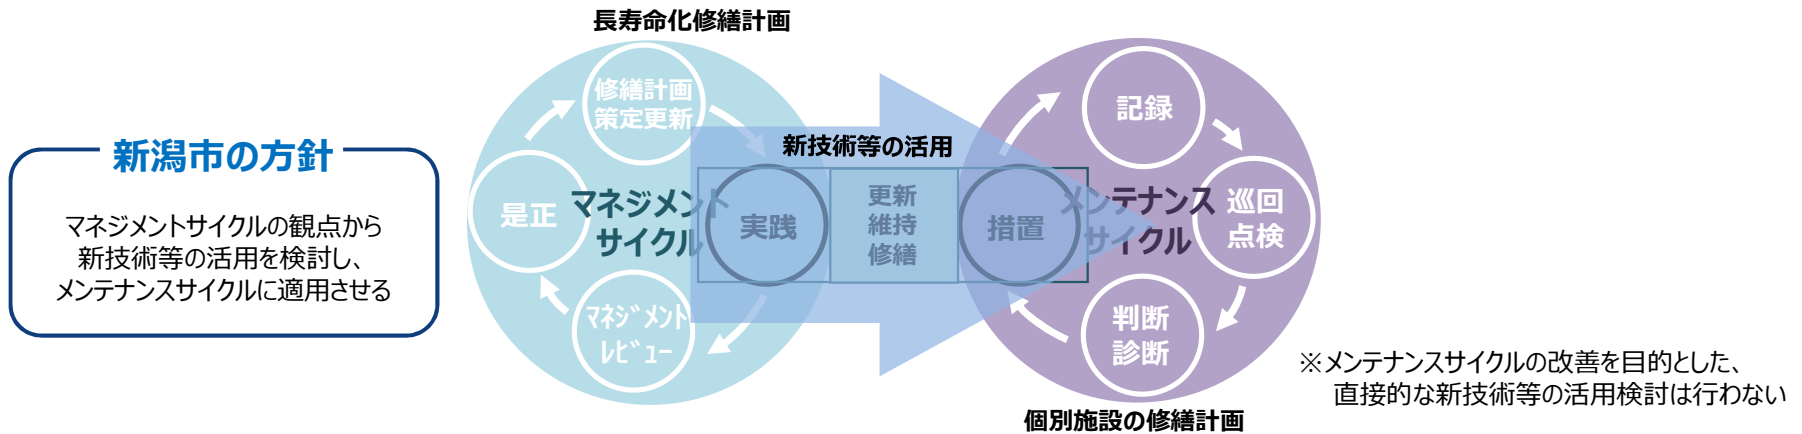 長寿命化修繕計画
新潟市の方針
マネジメントサイクルの観点から
新技術等の活用を検討し、
メンテナンスサイクルに適用させる
修繕計画
策定更新
是正
マネジメント
サイクル
実践
マネジメント
レビュー
新技術等の活用
更新
維持
修繕
措置
メンテナンス
サイクル
記録
巡回
点検
判断
診断
個別施設の修繕計画
※メンテナンスサイクルの改善を目的とした、
直接的な新技術等の活用検討は行わない